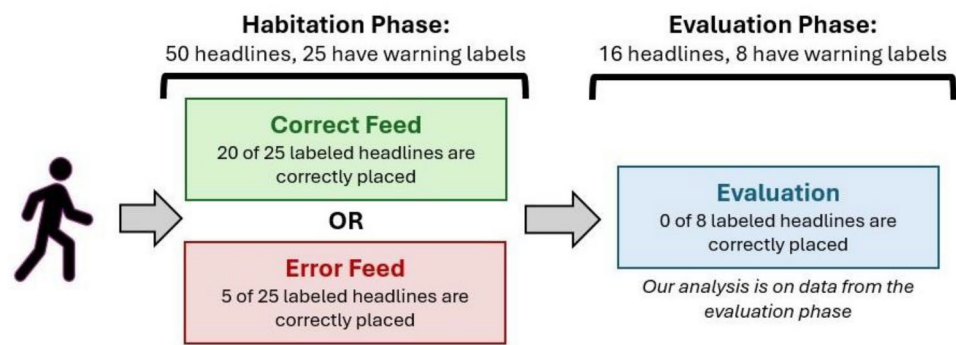 Habitation Phase:
50 headlines, 25 have warning labels
Correct Feed
20 of 25 labeled headlines are
correctly placed
OR
Error Feed
5 of 25 labeled headlines are
correctly placed
Evaluation Phase:
16 headlines, 8 have warning labels
Evaluation
0 of 8 labeled headlines are
correctly placed
Our analysis is on data from the
evaluation phase